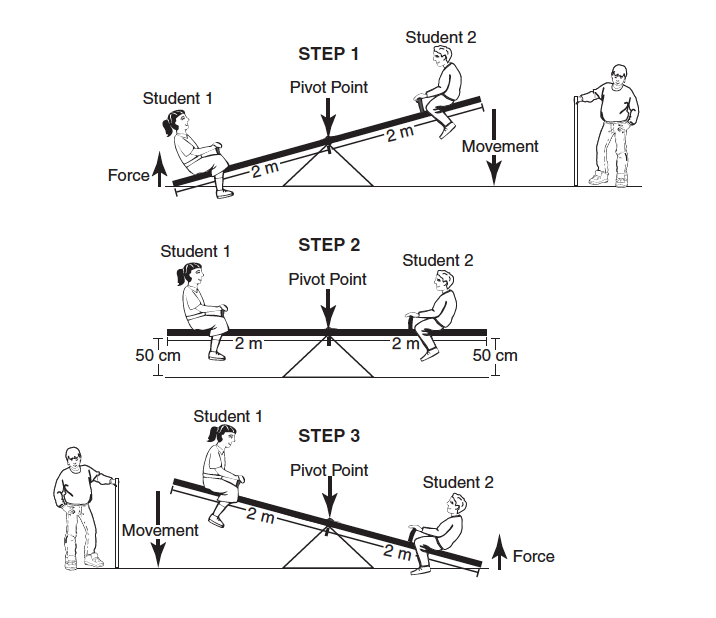 Student 2
STEP 1
Pivot Point
Student 1
2 m
Movement
Force
2 m
STEP 2
Student 1
Student 2
Pivot Point
2 m
2 m
50 cm
50 cm
Student 1
STEP 3
Pivot Point
Student 2
2 m
Movement
2 m
Force